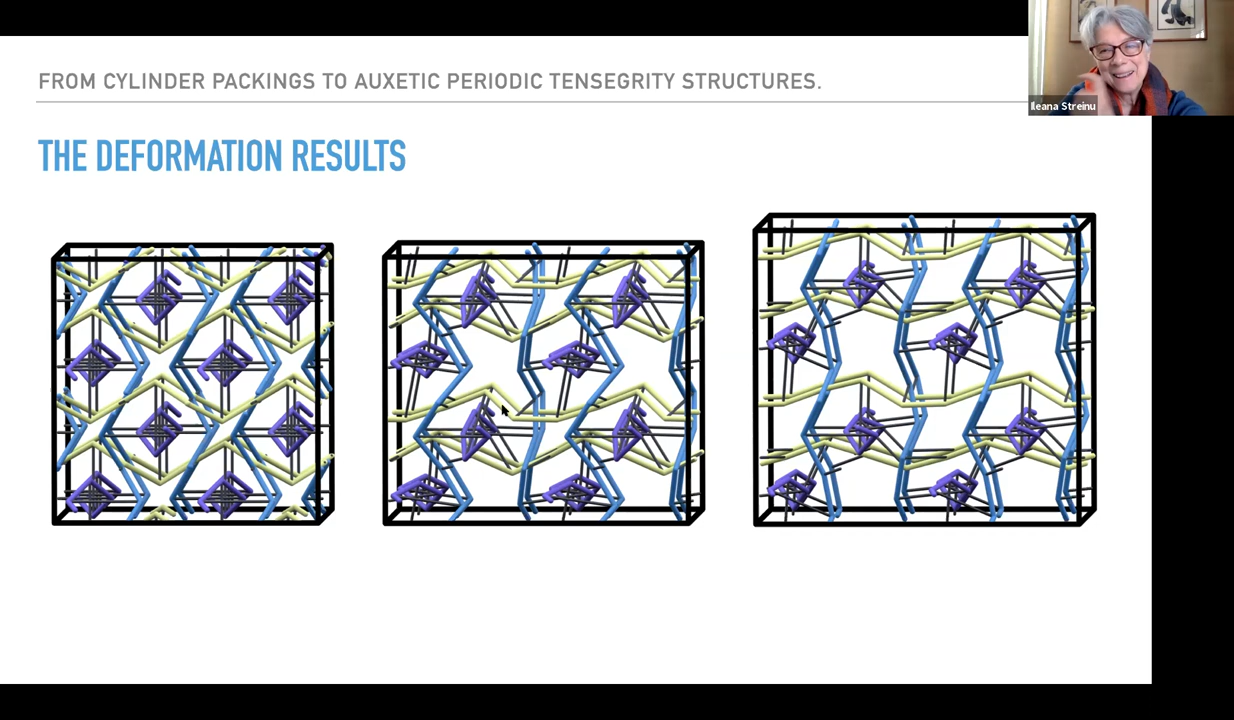 FROM CYLINDER PACKINGS TO AUXETIC PERIODIC TENSEGRITY STRUCTURES.
Ileana Streinu
THE DEFORMATION RESULTS